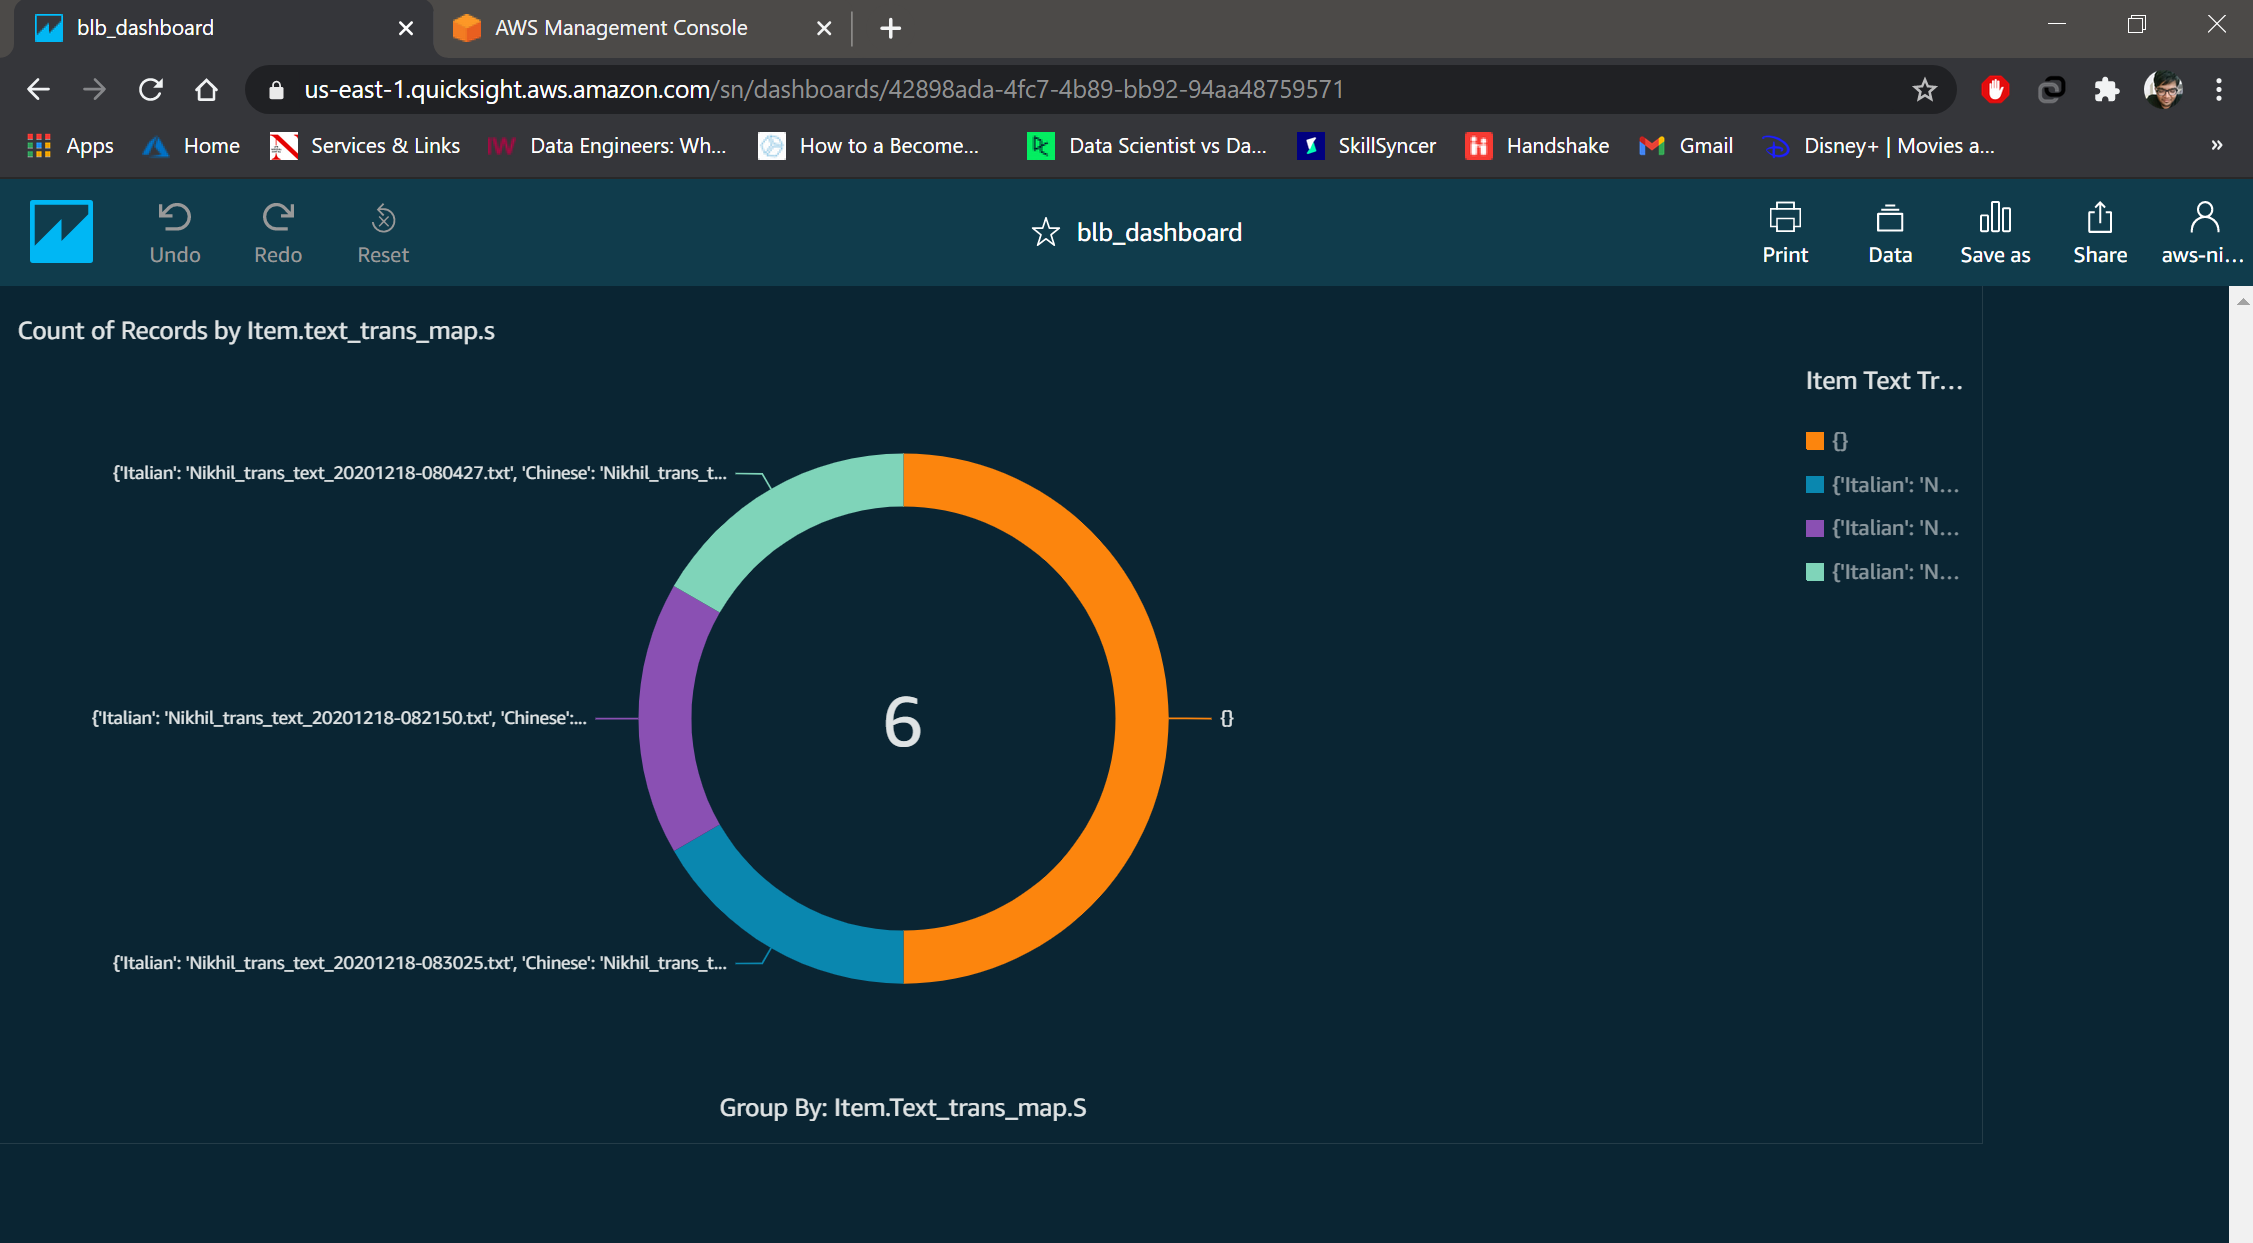 blb_dashboard
AWS Management Console
us-east-1.quicksight.aws.amazon.com/sn/dashboards/42898ada-4fc7-4b89-bb92-94aa48759571
Apps
Home
Services & Links
Data Engineers: Wh...
How to a Become...
Data Scientist vs Da...
SkillSyncer
Handshake
Gmail
Disney+ | Movies a...
»
Undo
Redo
Reset
blb_dashboard
Print
Data
Save as
Share
aws-ni...
Count of Records by Item.text_trans_map.s
Item Text Tr...
{}
{'Italian': 'N...
{'Italian': 'N...
{'Italian': 'N...
{'Italian': 'Nikhil_trans_text_20201218-080427.txt', 'Chinese': 'Nikhil_trans_t...
{'Italian': 'Nikhil_trans_text_20201218-082150.txt', 'Chinese':...
6
{}
{'Italian': 'Nikhil_trans_text_20201218-083025.txt', 'Chinese': 'Nikhil_trans_t...
Group By: Item.Text_trans_map.S